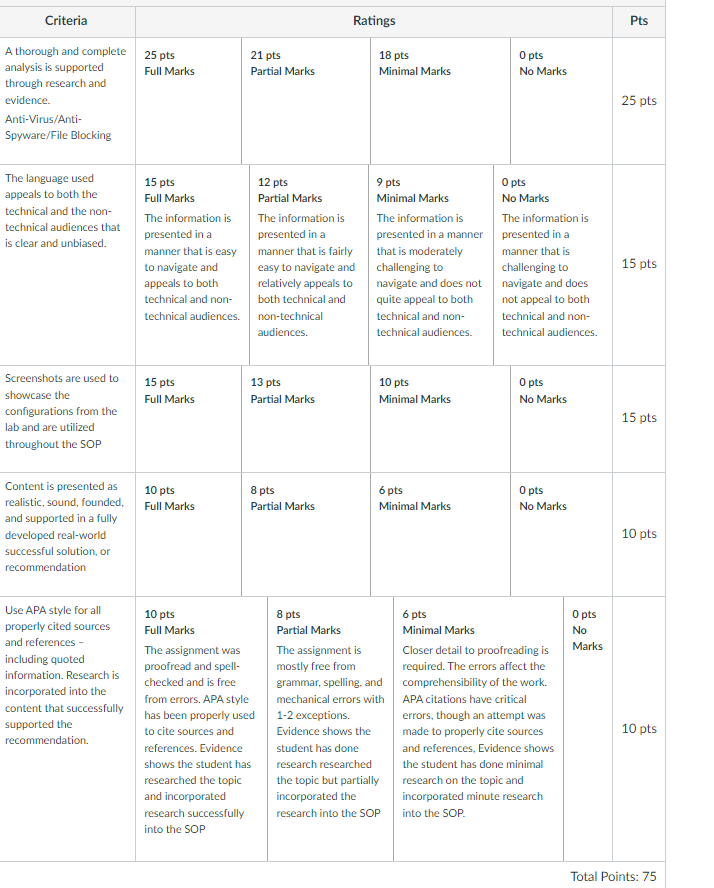 Criteria
Ratings
Pts
A thorough and complete
analysis is supported
through research and
evidence.
Anti-Virus/Anti-
Spyware/File Blocking
25 pts
Full Marks
21 pts
Partial Marks
18 pts
Minimal Marks
0 pts
No Marks
25 pts
The language used
appeals to both the
technical and the non-
technical audiences that
is clear and unbiased.
15 pts
Full Marks
The information is
presented in a
manner that is easy
to navigate and
appeals to both
technical and non-
technical audiences.
12 pts
Partial Marks
The information is
presented in a
manner that is fairly
easy to navigate and
relatively appeals to
both technical and
non-technical
audiences.
9 pts
Minimal Marks
The information is
presented in a manner
that is moderately
challenging to
navigate and does not
quite appeal to both
technical and non-
technical audiences.
0 pts
No Marks
The information is
presented in a
manner that is
challenging to
navigate and does
not appeal to both
technical and non-
technical audiences.
15 pts
Screenshots are used to
showcase the
configurations from the
lab and are utilized
throughout the SOP
15 pts
Full Marks
13 pts
Partial Marks
10 pts
Minimal Marks
0 pts
No Marks
15 pts
Content is presented as
realistic, sound, founded,
and supported in a fully
developed real-world
successful solution, or
recommendation
10 pts
Full Marks
8 pts
Partial Marks
6 pts
Minimal Marks
0 pts
No Marks
10 pts
Use APA style for all
properly cited sources
and references –
including quoted
information. Research is
incorporated into the
content that successfully
supported the
recommendation.
10 pts
Full Marks
The assignment was
proofread and spell-
checked and is free
from errors. APA style
has been properly used
to cite sources and
references. Evidence
shows the student has
researched the topic
and incorporated
research successfully
into the SOP
8 pts
Partial Marks
The assignment is
mostly free from
grammar, spelling, and
mechanical errors with
1-2 exceptions.
Evidence shows the
student has done
research researched
the topic but partially
incorporated the
research into the SOP
6 pts
Minimal Marks
Closer detail to proofreading is
required. The errors affect the
comprehensibility of the work.
APA citations have critical
errors, though an attempt was
made to properly cite sources
and references, Evidence shows
the student has done minimal
research on the topic and
incorporated minute research
into the SOP.
0 pts
No
Marks
10 pts
Total Points: 75